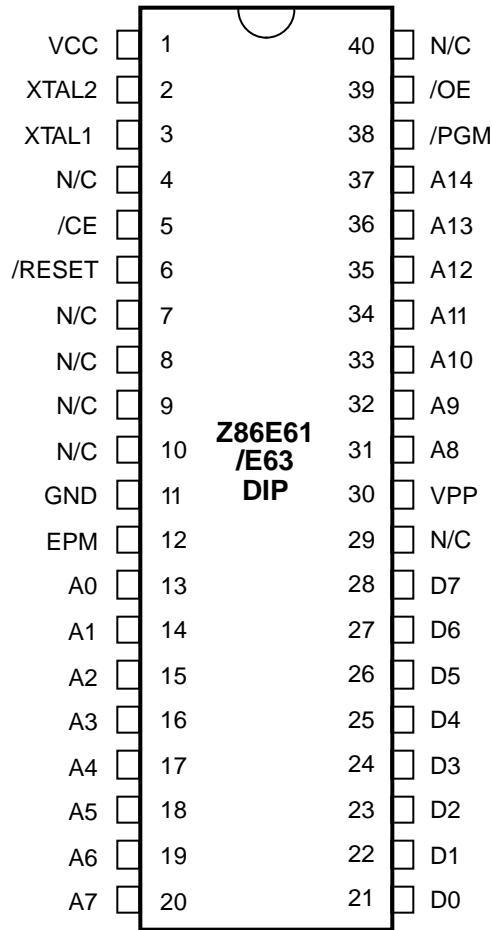 VCC 1 40 N/C
XTAL2 2 39 /OE
XTAL1 3 38 /PGM
N/C 4 37 A14
/CE 5 36 A13
/RESET 6 35 A12
N/C 7 34 A11
N/C 8 33 A10
N/C 9 32 A9
N/C 10 31 A8
Z86E61
/E63
DIP
GND 11 30 VPP
EPM 12 29 N/C
A0 13 28 D7
A1 14 27 D6
A2 15 26 D5
A3 16 25 D4
A4 17 24 D3
A5 18 23 D2
A6 19 22 D1
A7 20 21 D0